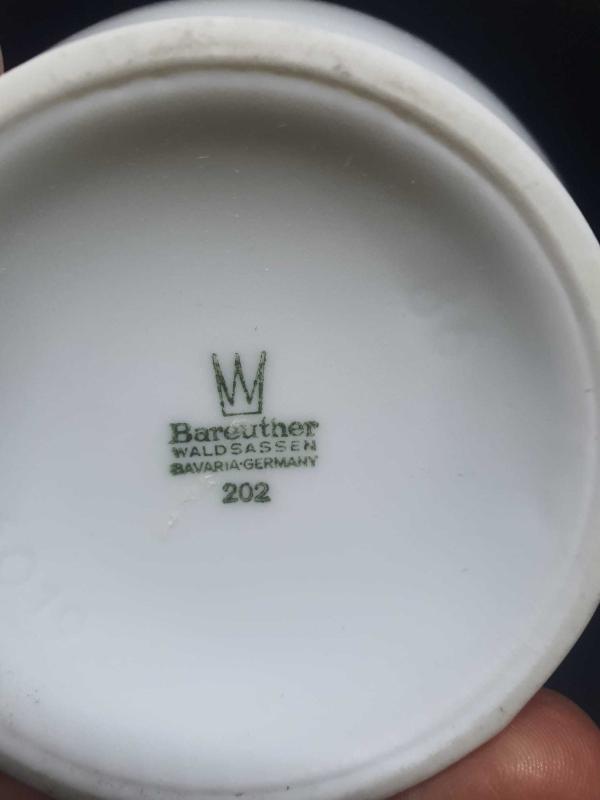 W
Bareuther
WALDSASSEN
BAVARIA·GERMANY
202